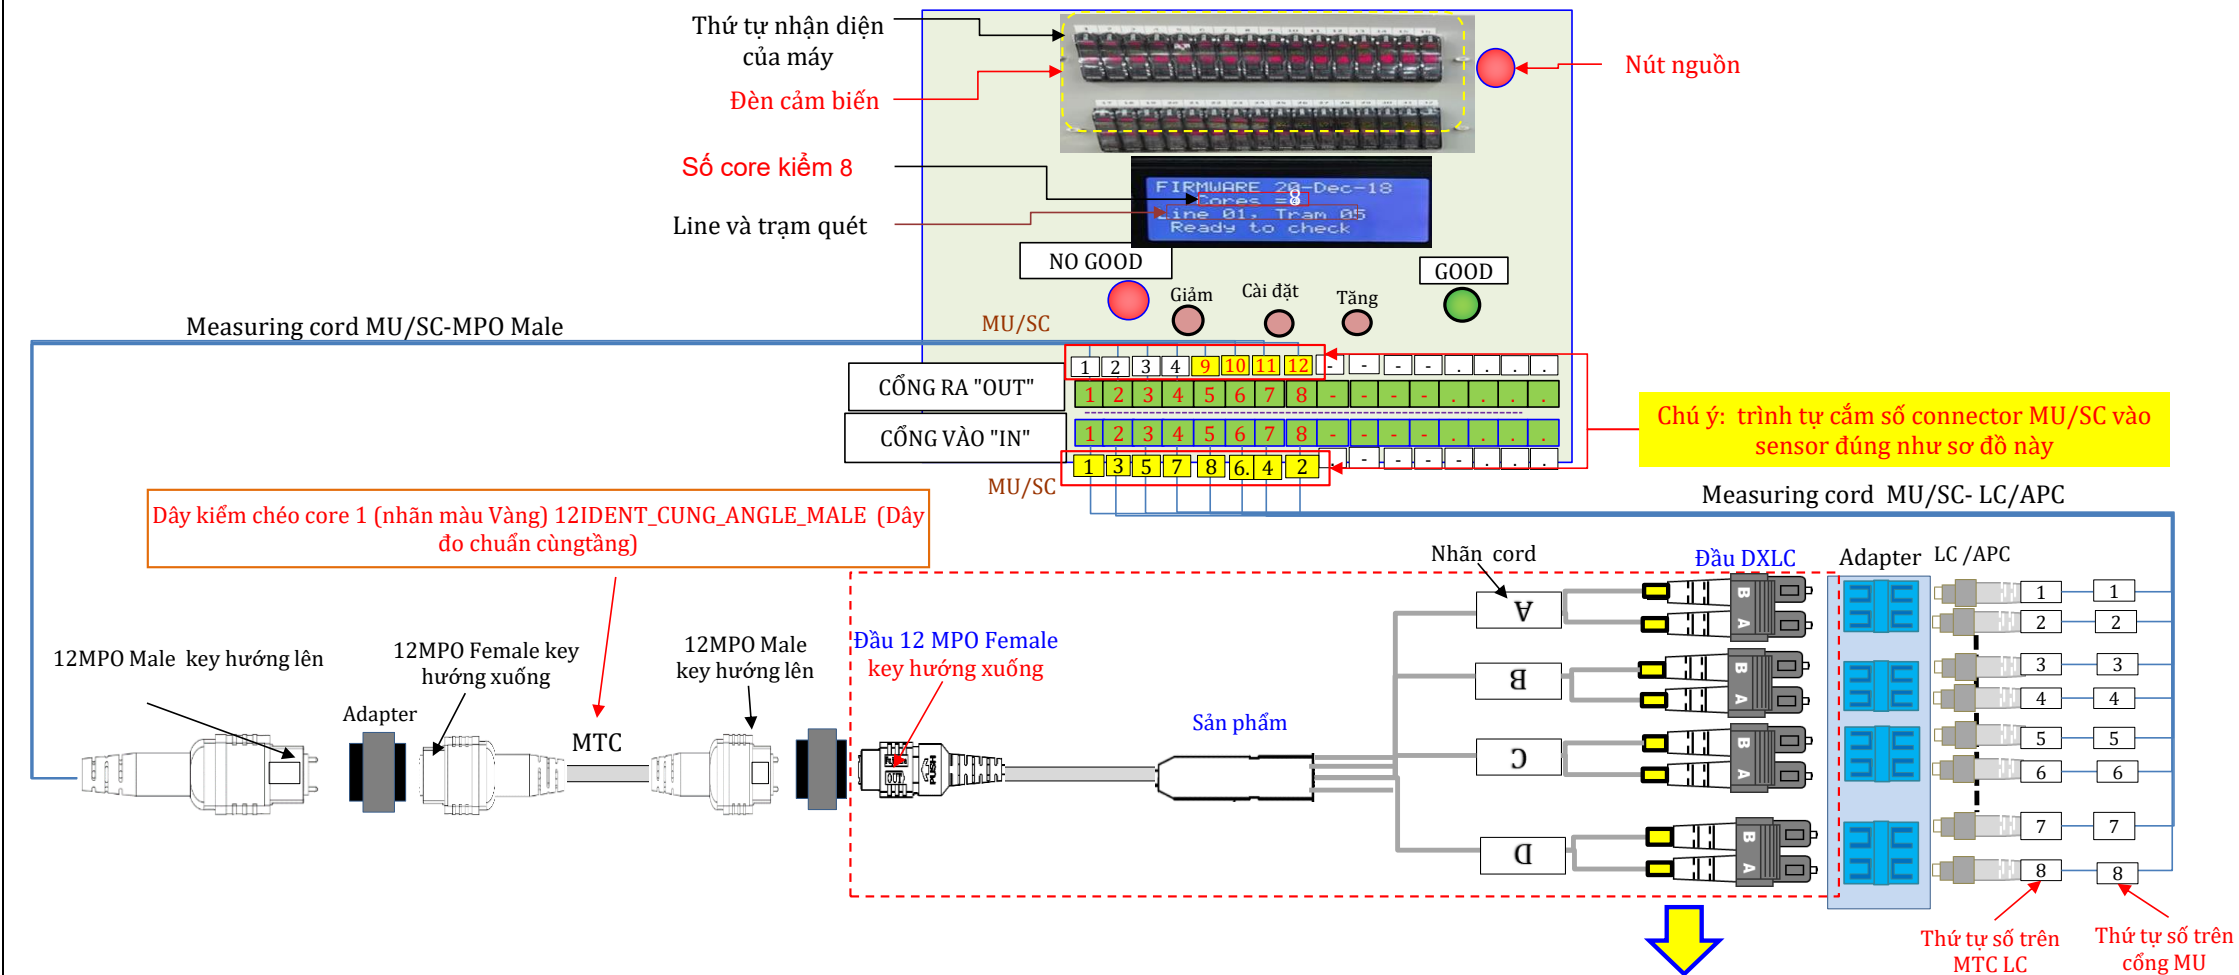 Thứ tự nhận diện
của máy
Đèn cảm biến
Nút nguồn
Số core kiểm 8
Line và trạm quét
FIRMWARE 20-Dec-18
Cores =8
Line 01, Tram 05
Ready to check
NO GOOD
GOOD
Giảm
Cài đặt
Tăng
Measuring cord MU/SC-MPO Male
MU/SC
1 2 3 4 9 10 11 12 - - - - . . . .
CỔNG RA "OUT"
1 2 3 4 5 6 7 8 - - - - . . . .
CỔNG VÀO "IN"
1 2 3 4 5 6 7 8 - - - - . . . .
1 3 5 7 8 6. 4 2 . - - - . . . .
MU/SC
Chú ý: trình tự cắm số connector MU/SC vào
sensor đúng như sơ đồ này
Measuring cord MU/SC- LC/APC
Dây kiểm chéo core 1 (nhãn màu Vàng) 12IDENT_CUNG_ANGLE_MALE (Dây
đo chuẩn cùngtầng)
Nhãn cord
Đầu DXLC
Adapter
LC /APC
12MPO Male key hướng lên
12MPO Female key
hướng xuống
Adapter
MTC
12MPO Male
key hướng lên
Đầu 12 MPO Female
key hướng xuống
OUT
PUSH
Sản phẩm
A
B
C
D
B A
B A
B A
B A
1 1
2 2
3 3
4 4
5 5
6 6
7 7
8 8
Thứ tự số trên
MTC LC
Thứ tự số trên
cổng MU